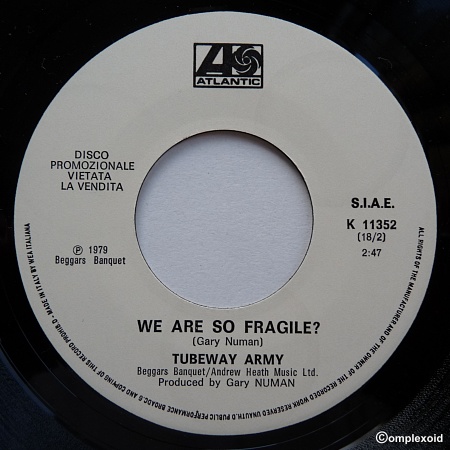 ATLANTIC
DISCO
PROMOZIONALE
VIETATA
LA VENDITA
S.I.A.E.
K 11352
(18/2)
2:47
Ⓟ 1979
Beggars Banquet
WE ARE SO FRAGILE?
(Gary Numan)
TUBEWAY ARMY
Beggars Banquet/Andrew Heath Music Ltd.
Produced by Gary NUMAN
ALL RIGHTS OF THE MANUFACTURER AND OF THE OWNER OF THE RECORDED WORK RESERVED UNAUTH.D PUBLIC PERFORMANCE BROADC.G AND COPYING OF THIS RECORD PROHIB.D - MADE IN ITALY BY WEA ITALIANA
©omplexoid